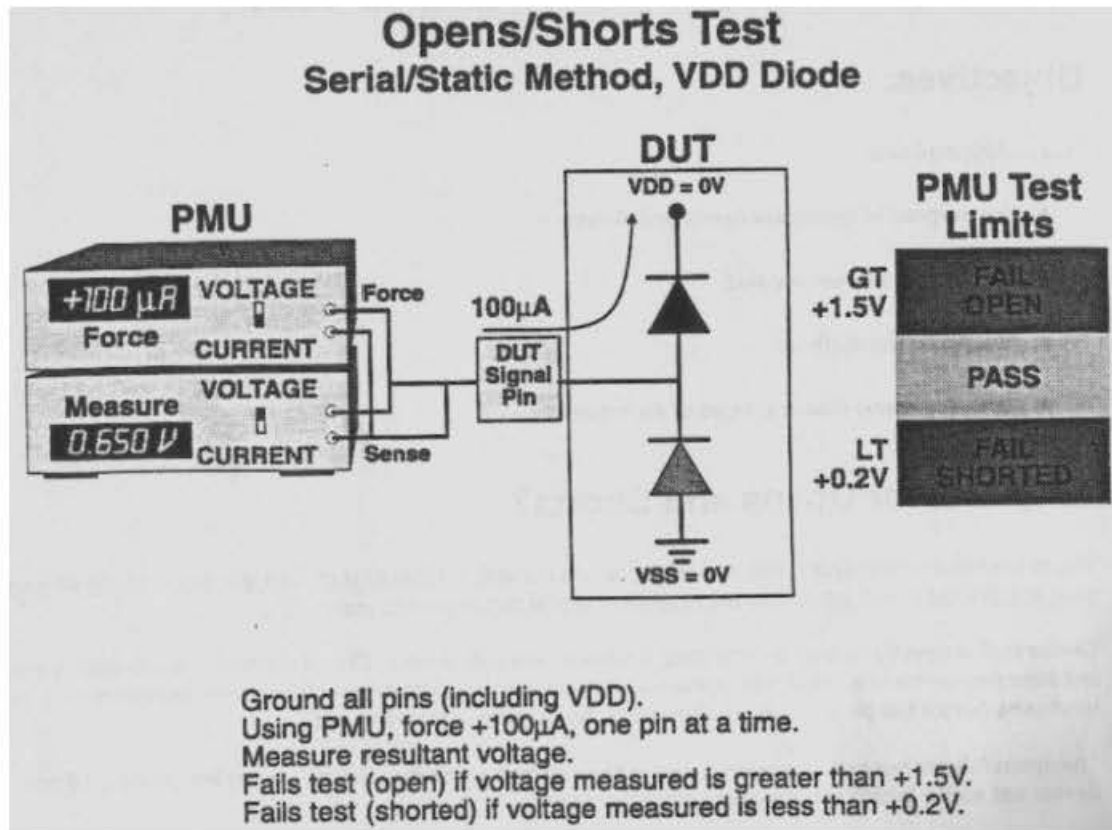 Opens/Shorts Test
Serial/Static Method, VDD Diode
DUT
VDD = 0V
PMU
+100 µA
Force
VOLTAGE
CURRENT
Force
Measure
0.650 V
VOLTAGE
CURRENT
Sense
100µA
DUT
Signal
Pin
VSS = 0V
PMU Test
Limits
GT
+1.5V
FAIL
OPEN
PASS
LT
+0.2V
FAIL
SHORTED
Ground all pins (including VDD).
Using PMU, force +100µA, one pin at a time.
Measure resultant voltage.
Fails test (open) if voltage measured is greater than +1.5V.
Fails test (shorted) if voltage measured is less than +0.2V.